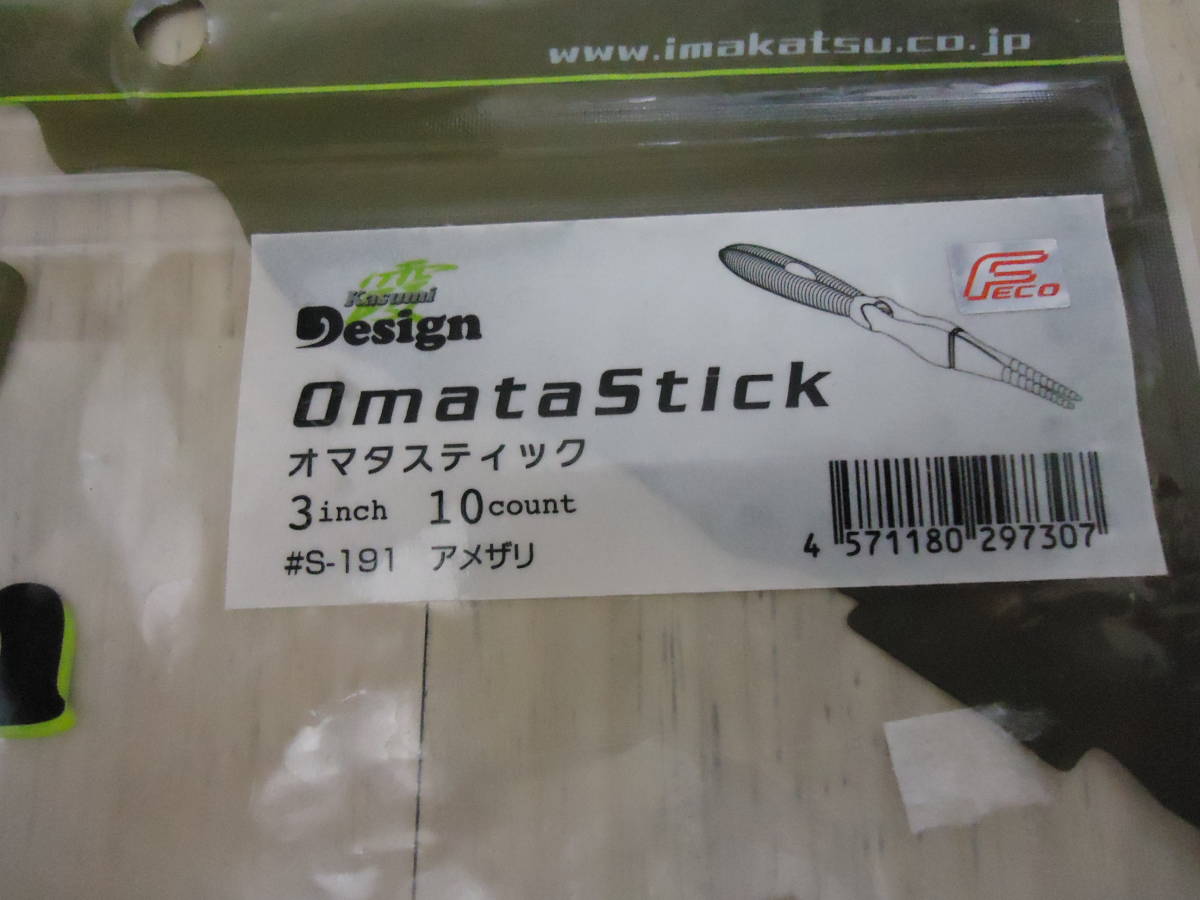 www.imakatsu.co.jp
Kasumi
Design
FECO
OmataStick
オマタスティック
3inch 10count
#S-191 アメザリ
4 571180 297307